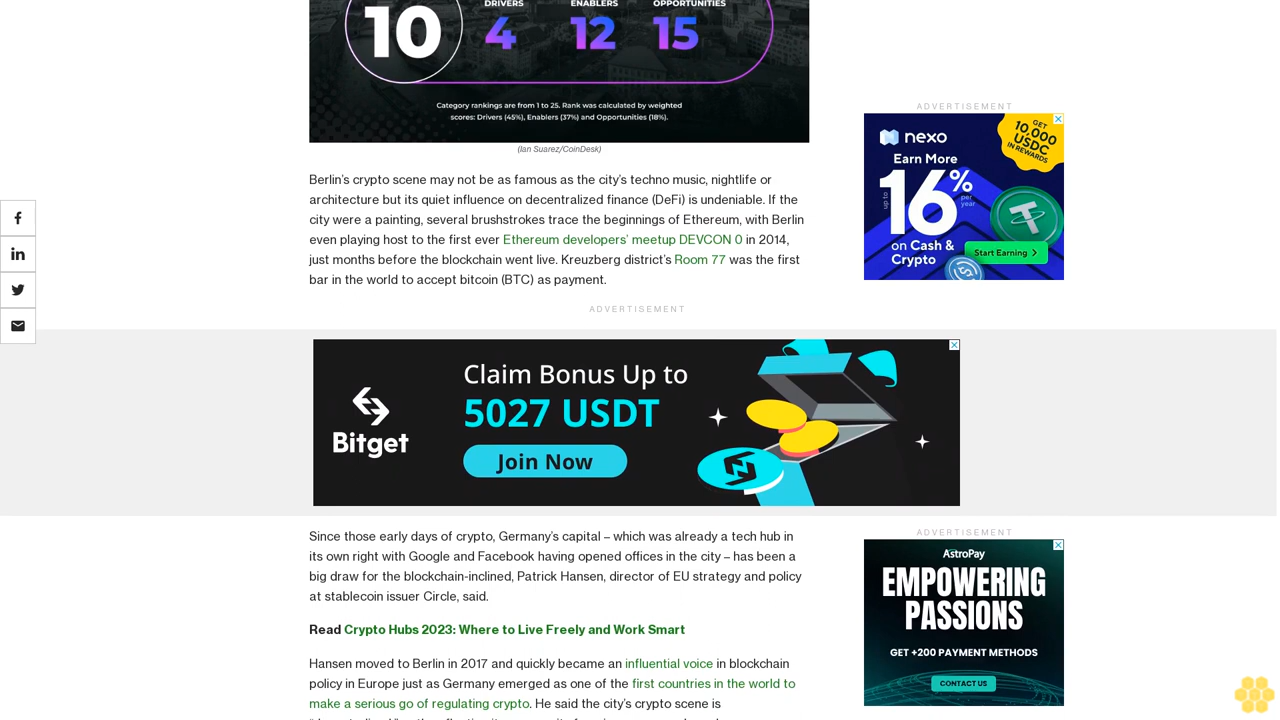 DRIVERS ENABLERS OPPORTUNITIES
10 4 12 15
Category rankings are from 1 to 25. Rank was calculated by weighted
scores: Drivers (45%), Enablers (37%) and Opportunities (18%).
(Ian Suarez/CoinDesk)
Berlin’s crypto scene may not be as famous as the city’s techno music, nightlife or
architecture but its quiet influence on decentralized finance (DeFi) is undeniable. If the
city were a painting, several brushstrokes trace the beginnings of Ethereum, with Berlin
even playing host to the first ever Ethereum developers’ meetup DEVCON 0 in 2014,
just months before the blockchain went live. Kreuzberg district’s Room 77 was the first
bar in the world to accept bitcoin (BTC) as payment.
ADVERTISEMENT
nexo
GET
10,000
USDC
IN REWARDS
Earn More
up to
16%
per
year
on Cash &
Crypto
Start Earning
ADVERTISEMENT
Bitget
Claim Bonus Up to
5027 USDT
Join Now
Since those early days of crypto, Germany’s capital – which was already a tech hub in
its own right with Google and Facebook having opened offices in the city – has been a
big draw for the blockchain-inclined, Patrick Hansen, director of EU strategy and policy
at stablecoin issuer Circle, said.
Read Crypto Hubs 2023: Where to Live Freely and Work Smart
Hansen moved to Berlin in 2017 and quickly became an influential voice in blockchain
policy in Europe just as Germany emerged as one of the first countries in the world to
make a serious go of regulating crypto. He said the city’s crypto scene is
ADVERTISEMENT
AstroPay
EMPOWERING
PASSIONS
GET +200 PAYMENT METHODS
CONTACT US